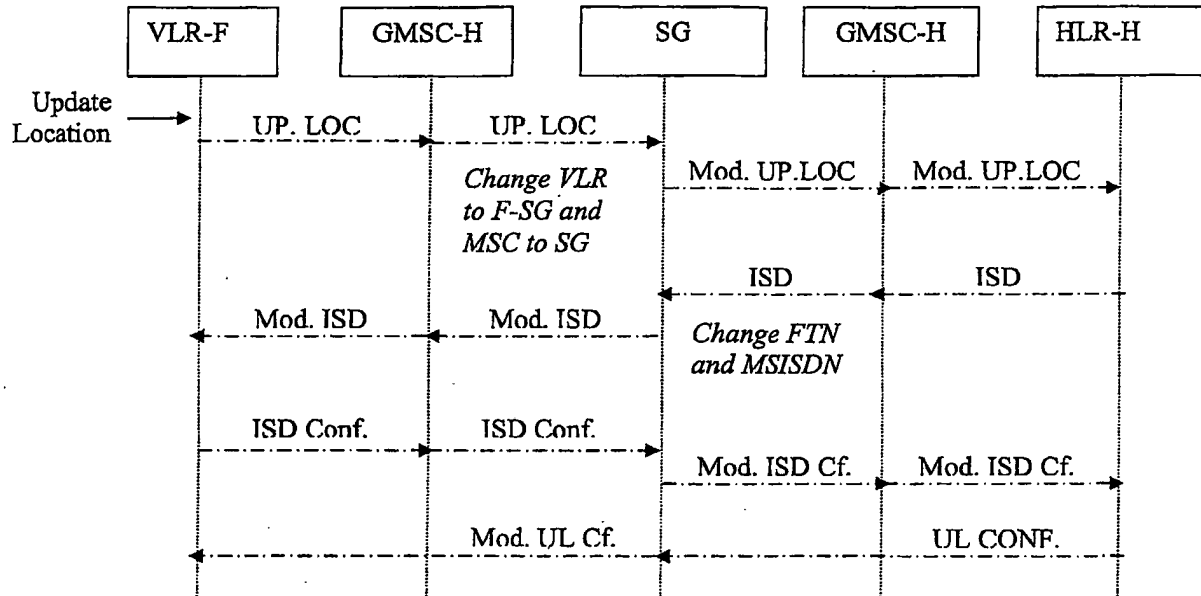 VLR-F
GMSC-H
SG
GMSC-H
HLR-H
Update
Location
UP. LOC
UP. LOC
Mod. UP.LOC
Mod. UP.LOC
Change VLR
to F-SG and
MSC to SG
ISD
ISD
Mod. ISD
Mod. ISD
Change FTN
and MSISDN
ISD Conf.
ISD Conf.
Mod. ISD Cf.
Mod. ISD Cf.
Mod. UL Cf.
UL CONF.